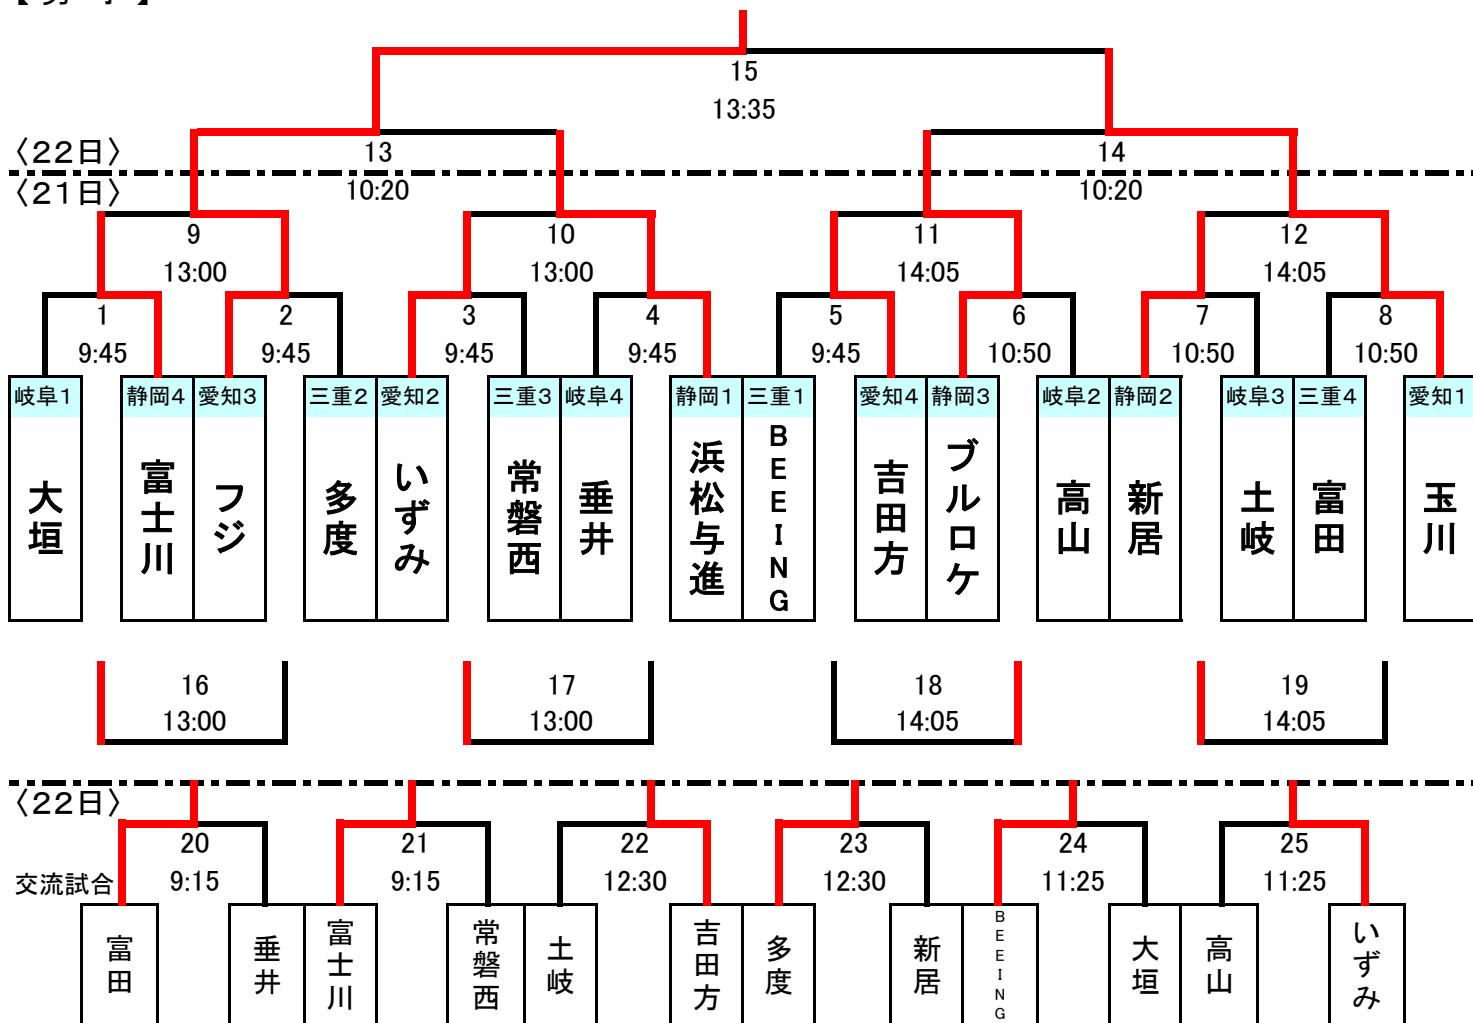 15
13:35
〈22日〉
13
14
〈21日〉
10:20
10:20
9
10
11
12
13:00
13:00
14:05
14:05
1
2
3
4
5
6
7
8
9:45
9:45
9:45
9:45
9:45
10:50
10:50
10:50
岐阜1
静岡4
愛知3
三重2
愛知2
三重3
岐阜4
静岡1
三重1
愛知4
静岡3
岐阜2
静岡2
岐阜3
三重4
愛知1
大垣
富士川
フジ
多度
いずみ
常磐西
垂井
浜松与進
BEEING
吉田方
ブルロケ
高山
新居
土岐
富田
玉川
16
17
18
19
13:00
13:00
14:05
14:05
〈22日〉
20
21
22
23
24
25
交流試合
9:15
9:15
12:30
12:30
11:25
11:25
富田
垂井
富士川
常磐西
土岐
吉田方
多度
新居
BEEING
大垣
高山
いずみ